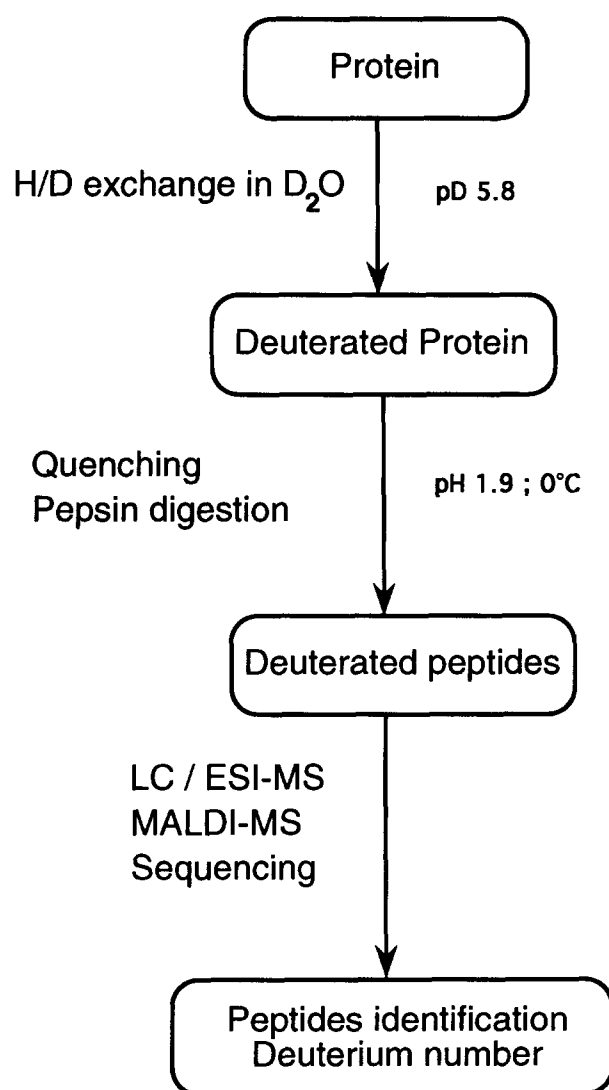 Protein
H/D exchange in D₂O
pD 5.8
Deuterated Protein
Quenching
Pepsin digestion
pH 1.9 ; 0°C
Deuterated peptides
LC / ESI-MS
MALDI-MS
Sequencing
Peptides identification
Deuterium number